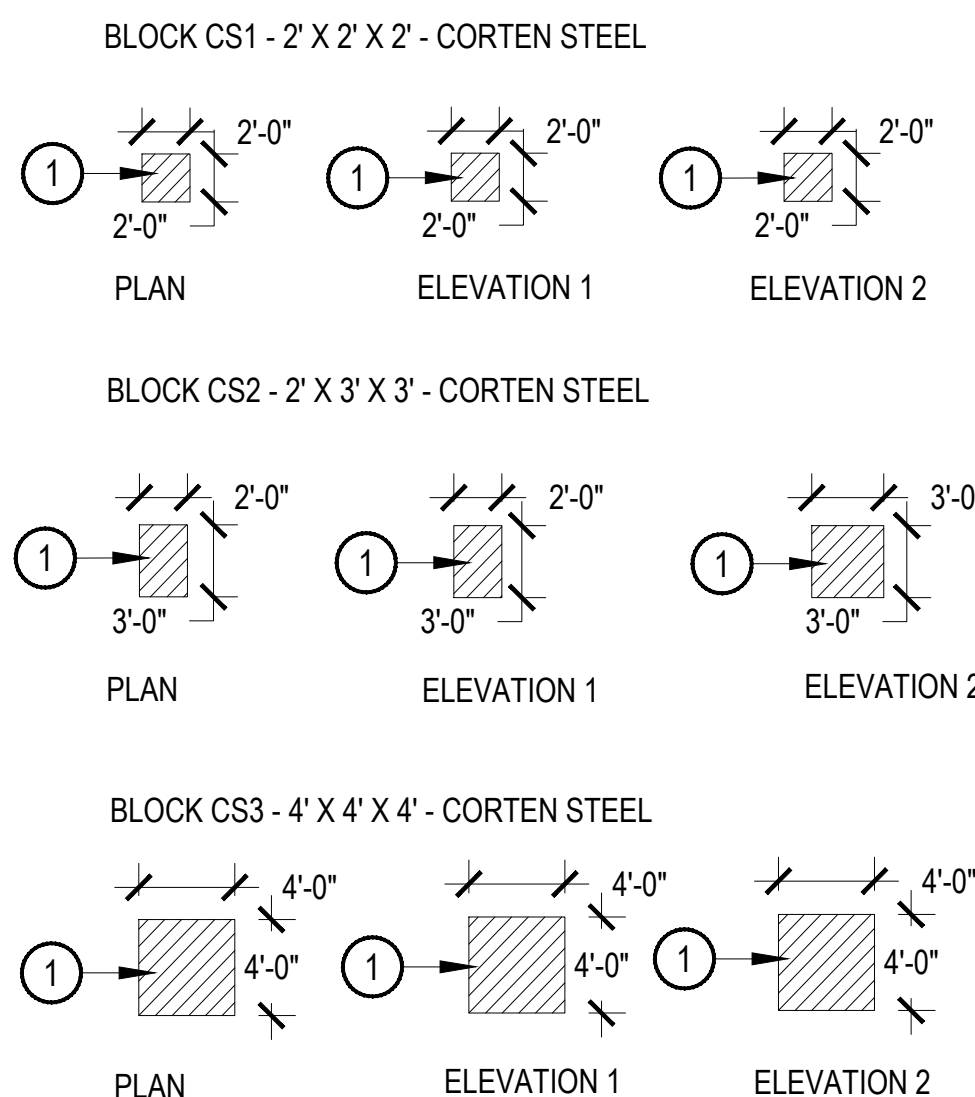 BLOCK CS1 - 2' X 2' X 2' - CORTEN STEEL
2'-0" 2'-0" 2'-0"
1 1 1
2'-0" 2'-0" 2'-0"
PLAN ELEVATION 1 ELEVATION 2
BLOCK CS2 - 2' X 3' X 3' - CORTEN STEEL
2'-0" 2'-0" 3'-0
1 1 1
3'-0" 3'-0" 3'-0"
PLAN ELEVATION 1 ELEVATION 2
BLOCK CS3 - 4' X 4' X 4' - CORTEN STEEL
4'-0" 4'-0" 4'-0"
1 4'-0" 1 4'-0" 1 4'-0"
PLAN ELEVATION 1 ELEVATION 2